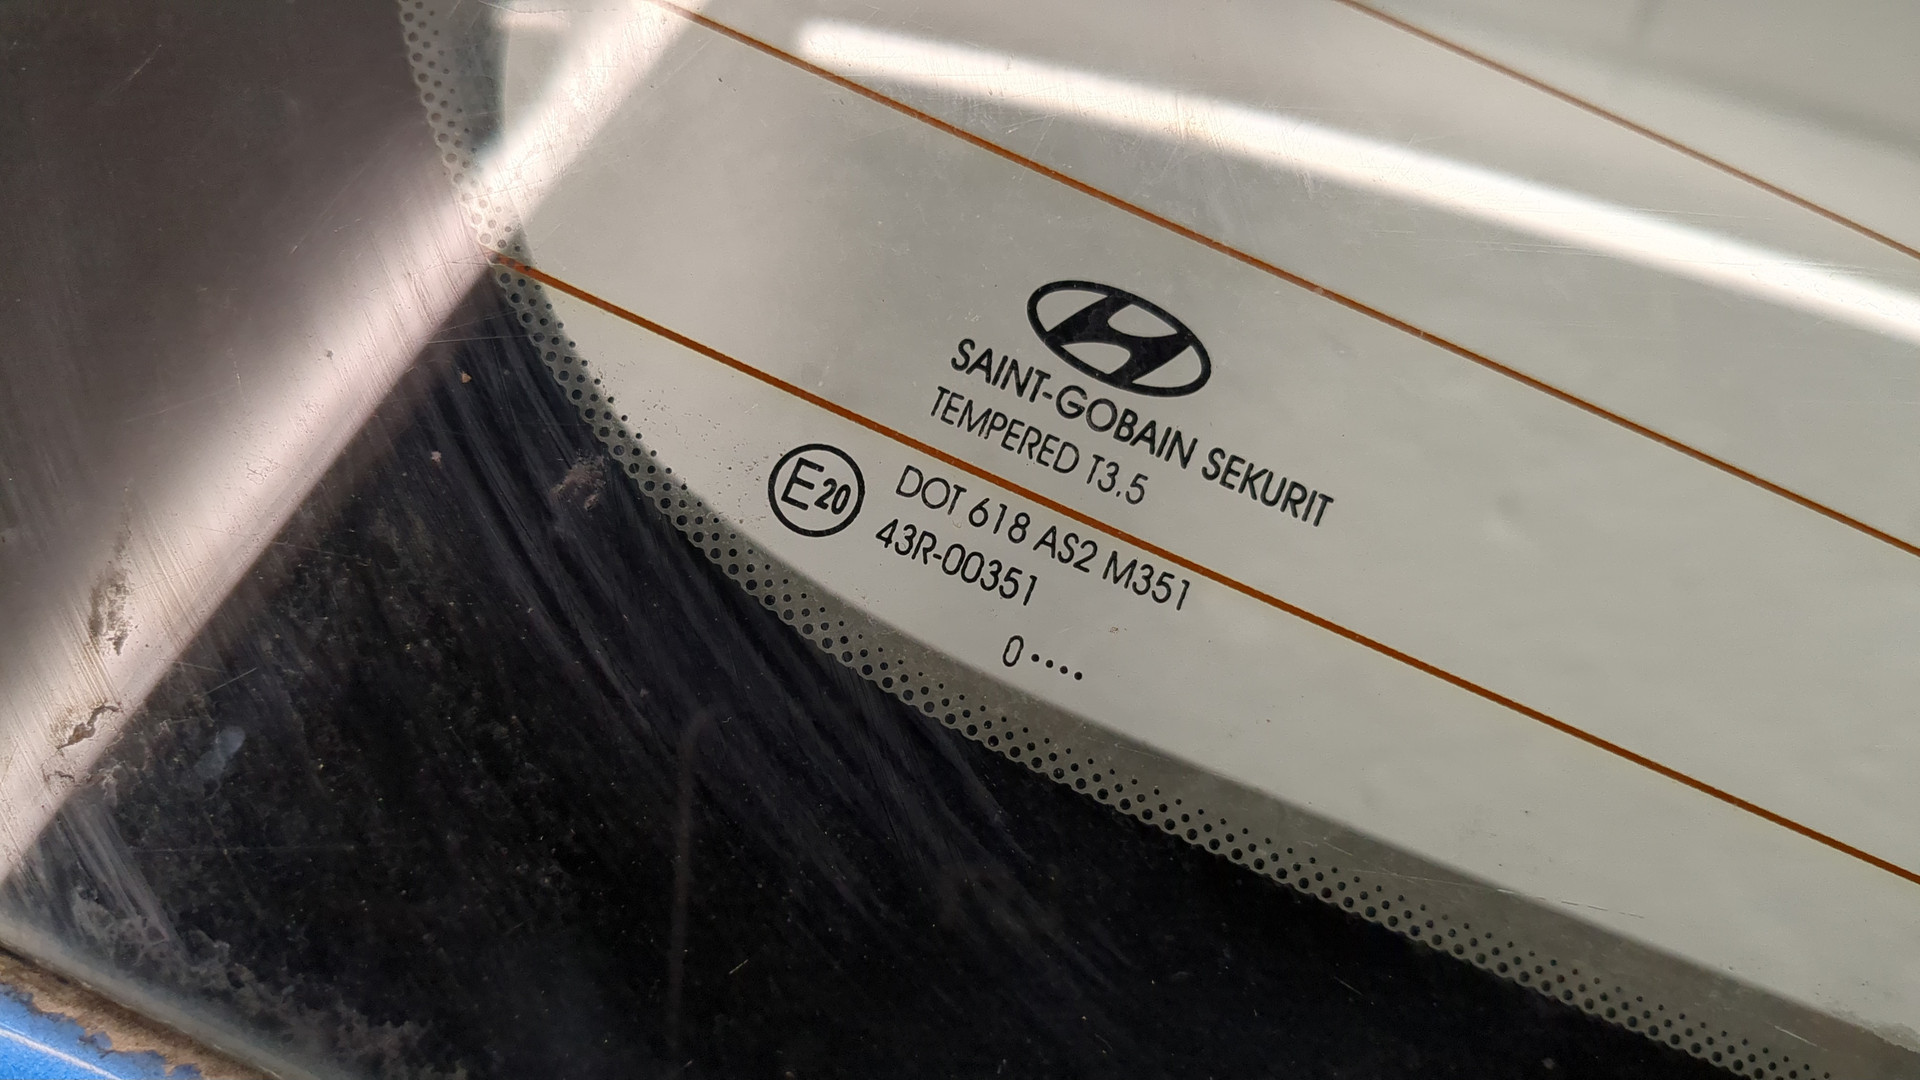 SAINT-GOBAIN SEKURIT
TEMPERED T3.5
E20
DOT 618 AS2 M351
43R-00351
0 ····